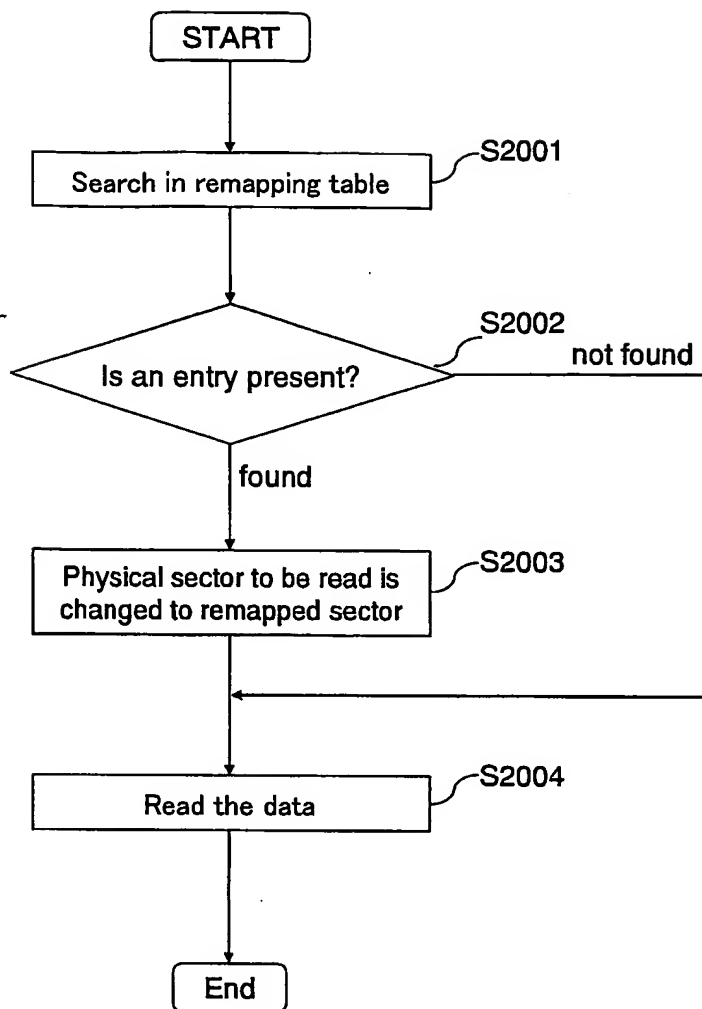 START
S2001
Search in remapping table
S2002
Is an entry present?
not found
found
S2003
Physical sector to be read is
changed to remapped sector
S2004
Read the data
End